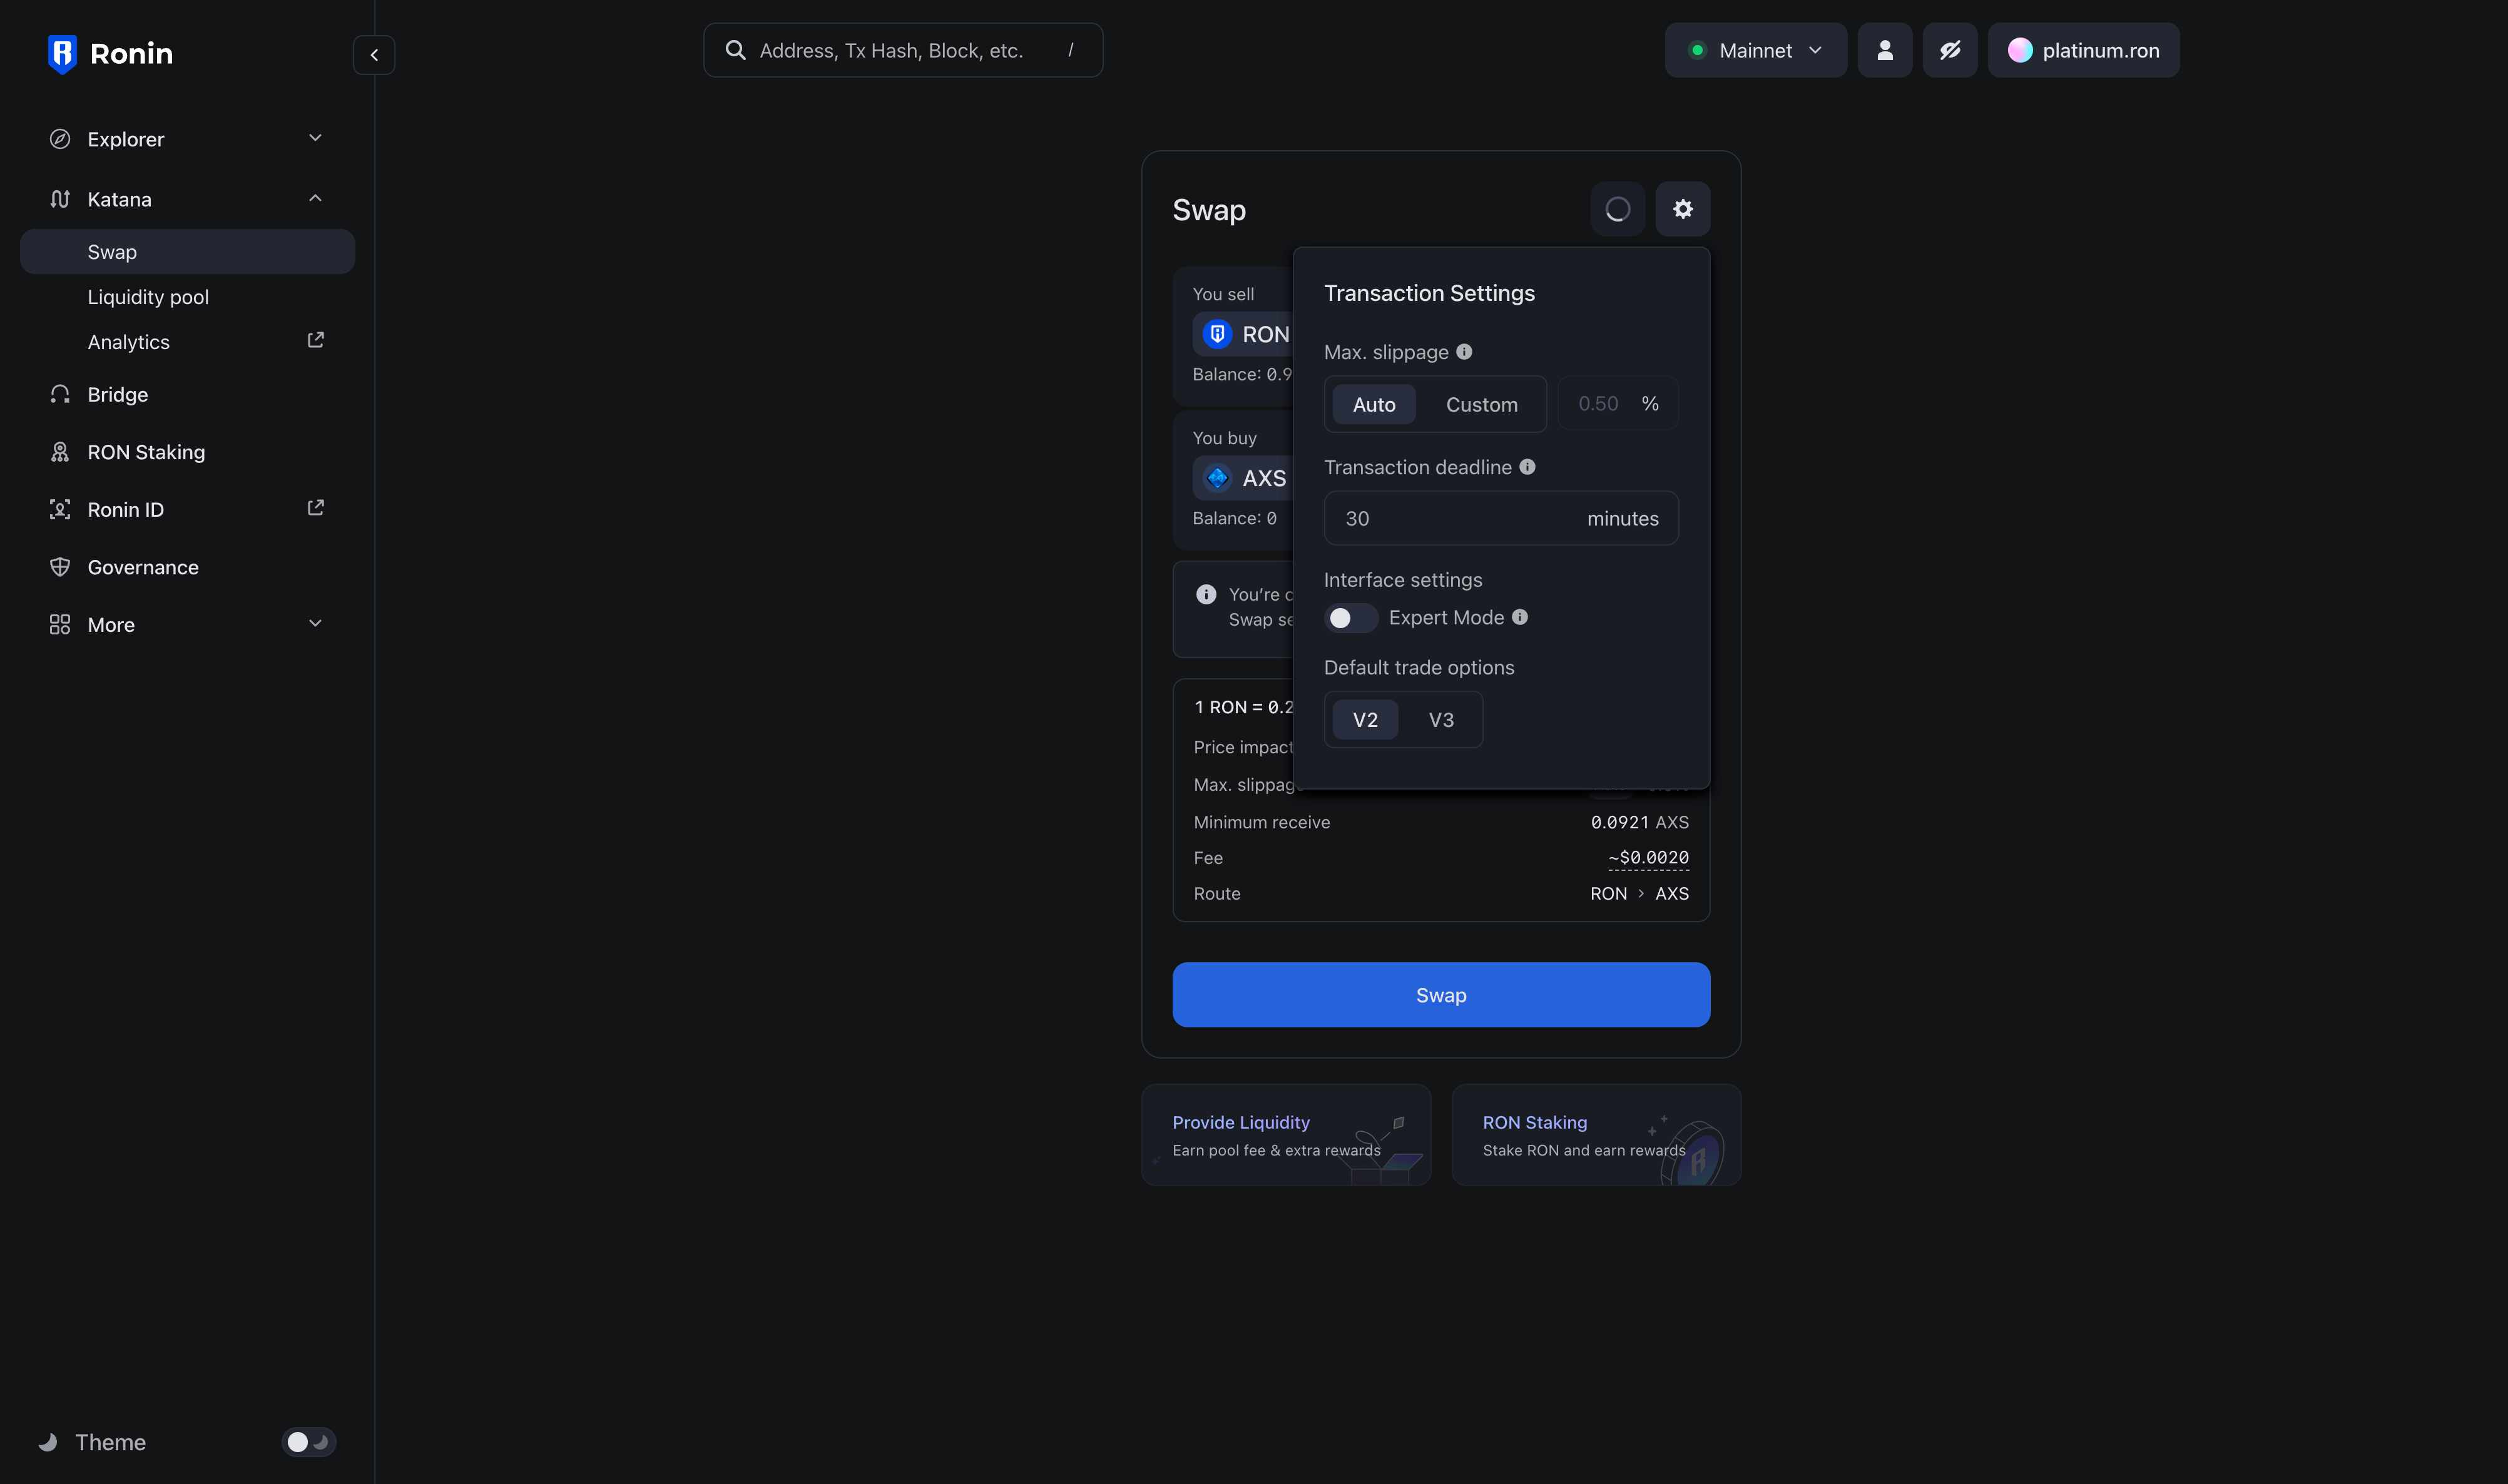 Ronin
Address, Tx Hash, Block, etc. /
Mainnet
platinum.ron
Explorer
Katana
Swap
Liquidity pool
Analytics
Bridge
RON Staking
Ronin ID
Governance
More
Theme
Swap
You sell
RON
Balance: 0.9
You buy
AXS
Balance: 0
You’re
Swap
1 RON = 0.2
Price impact
Max. slippage
Minimum receive 0.0921 AXS
Fee ~$0.0020
Route RON > AXS
Transaction Settings
Max. slippage
Auto Custom 0.50 %
Transaction deadline
30 minutes
Interface settings
Expert Mode
Default trade options
V2 V3
Swap
Provide Liquidity
Earn pool fee & extra rewards
RON Staking
Stake RON and earn rewards